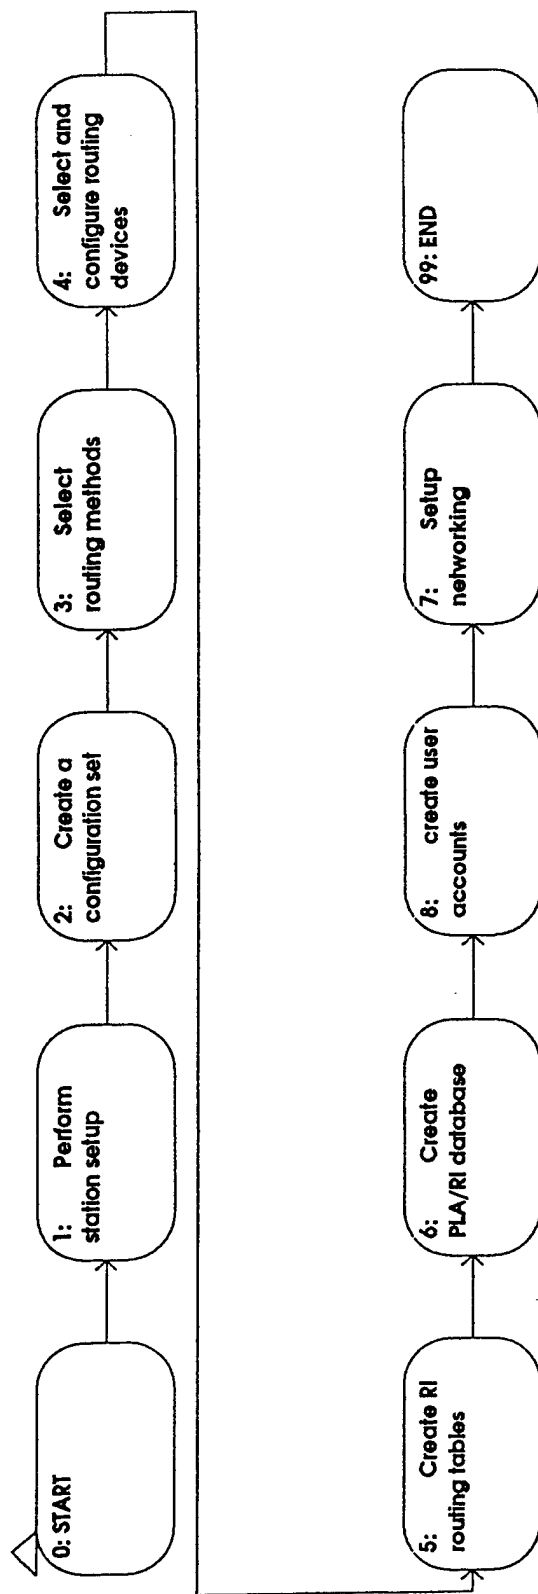 0: START
1: Perform
station setup
2: Create a
configuration set
3: Select
routing methods
4: Select and
configure routing
devices
5: Create RI
routing tables
6: Create
PLA/RI database
8: create user
accounts
7: Setup
networking
99: END